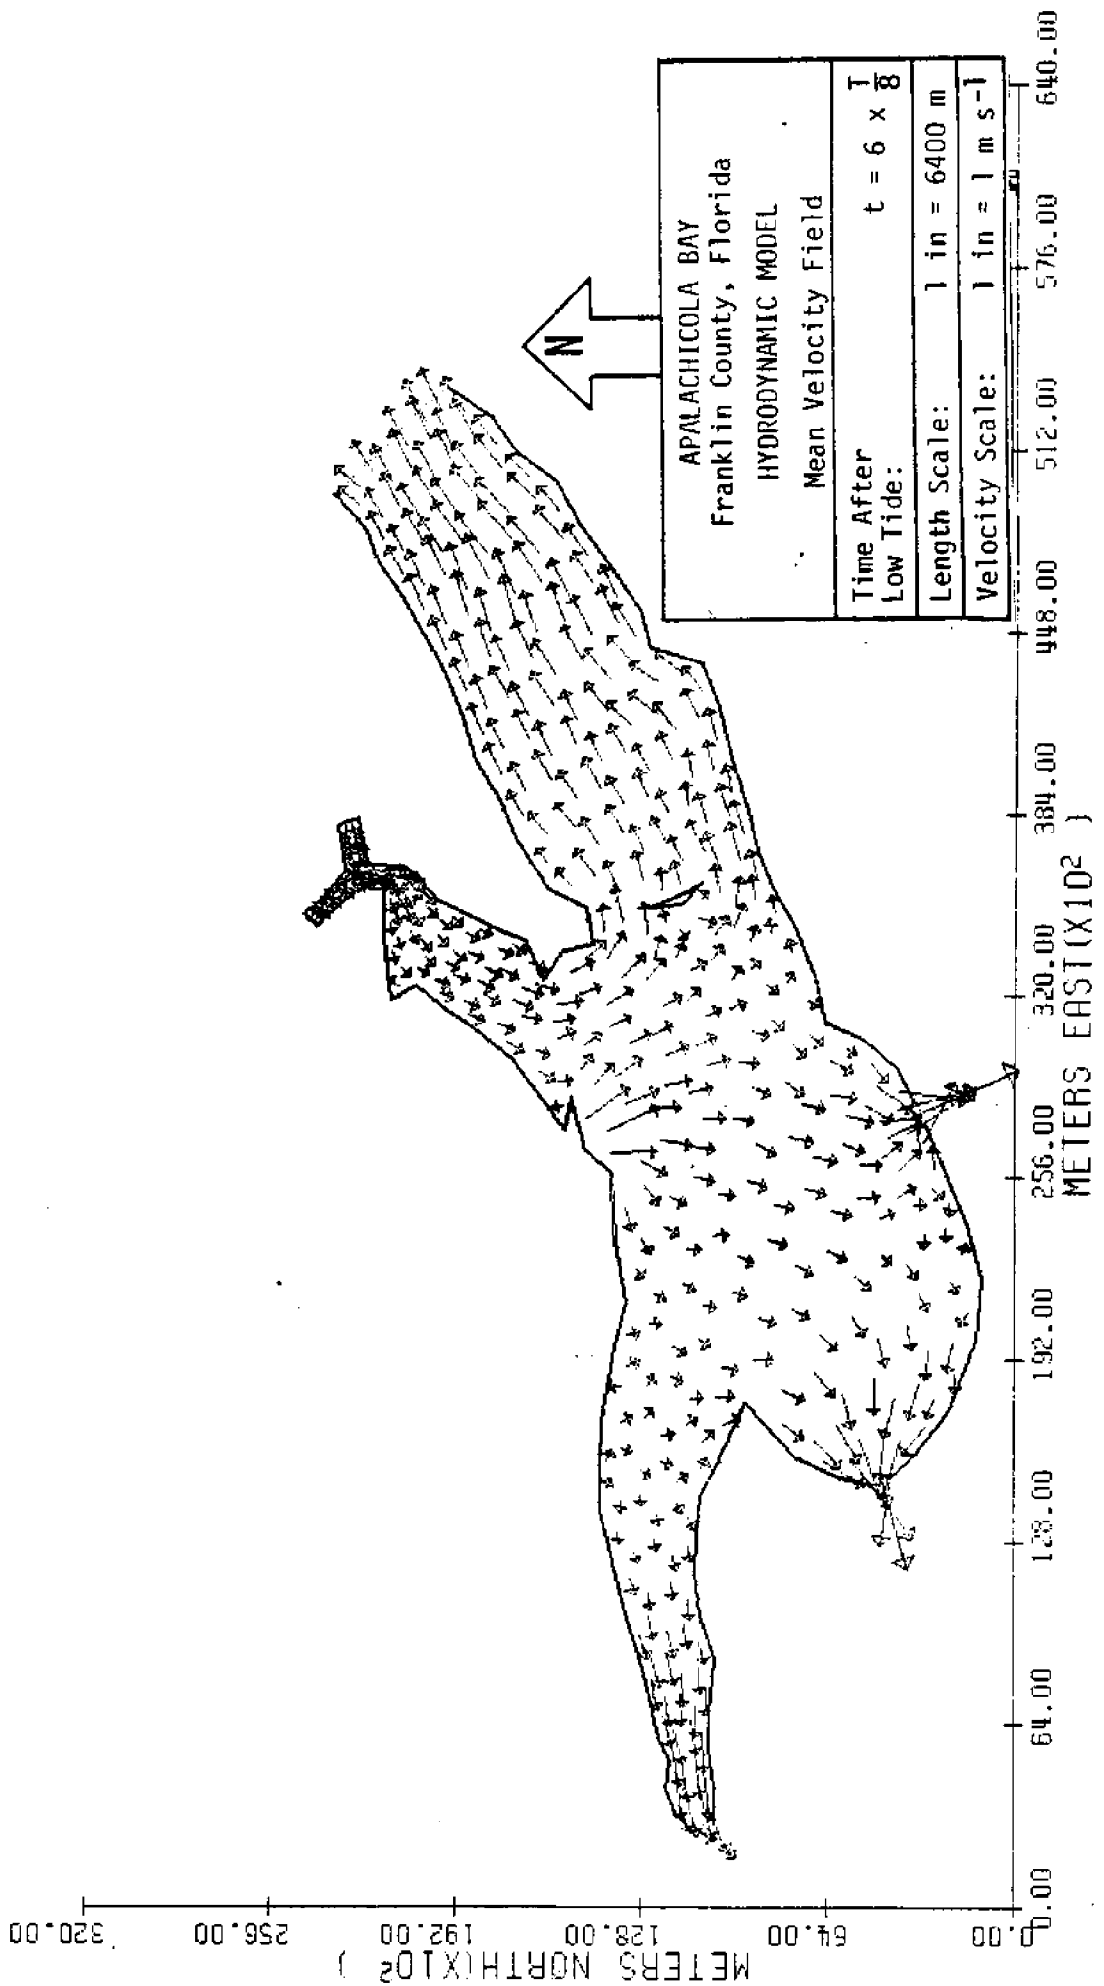 APALACHICOLA BAY
Franklin County, Florida
HYDRODYNAMIC MODEL
Mean Velocity Field
Time After
Low Tide: t = 6 x T/8
Length Scale: 1 in = 6400 m
Velocity Scale: 1 in = 1 m s-1
N
METERS NORTH(X10²)
320.00
256.00
192.00
128.00
64.00
0.00
0.00 64.00 128.00 192.00 256.00 320.00 384.00 448.00 512.00 576.00 640.00
METERS EAST(X10² )